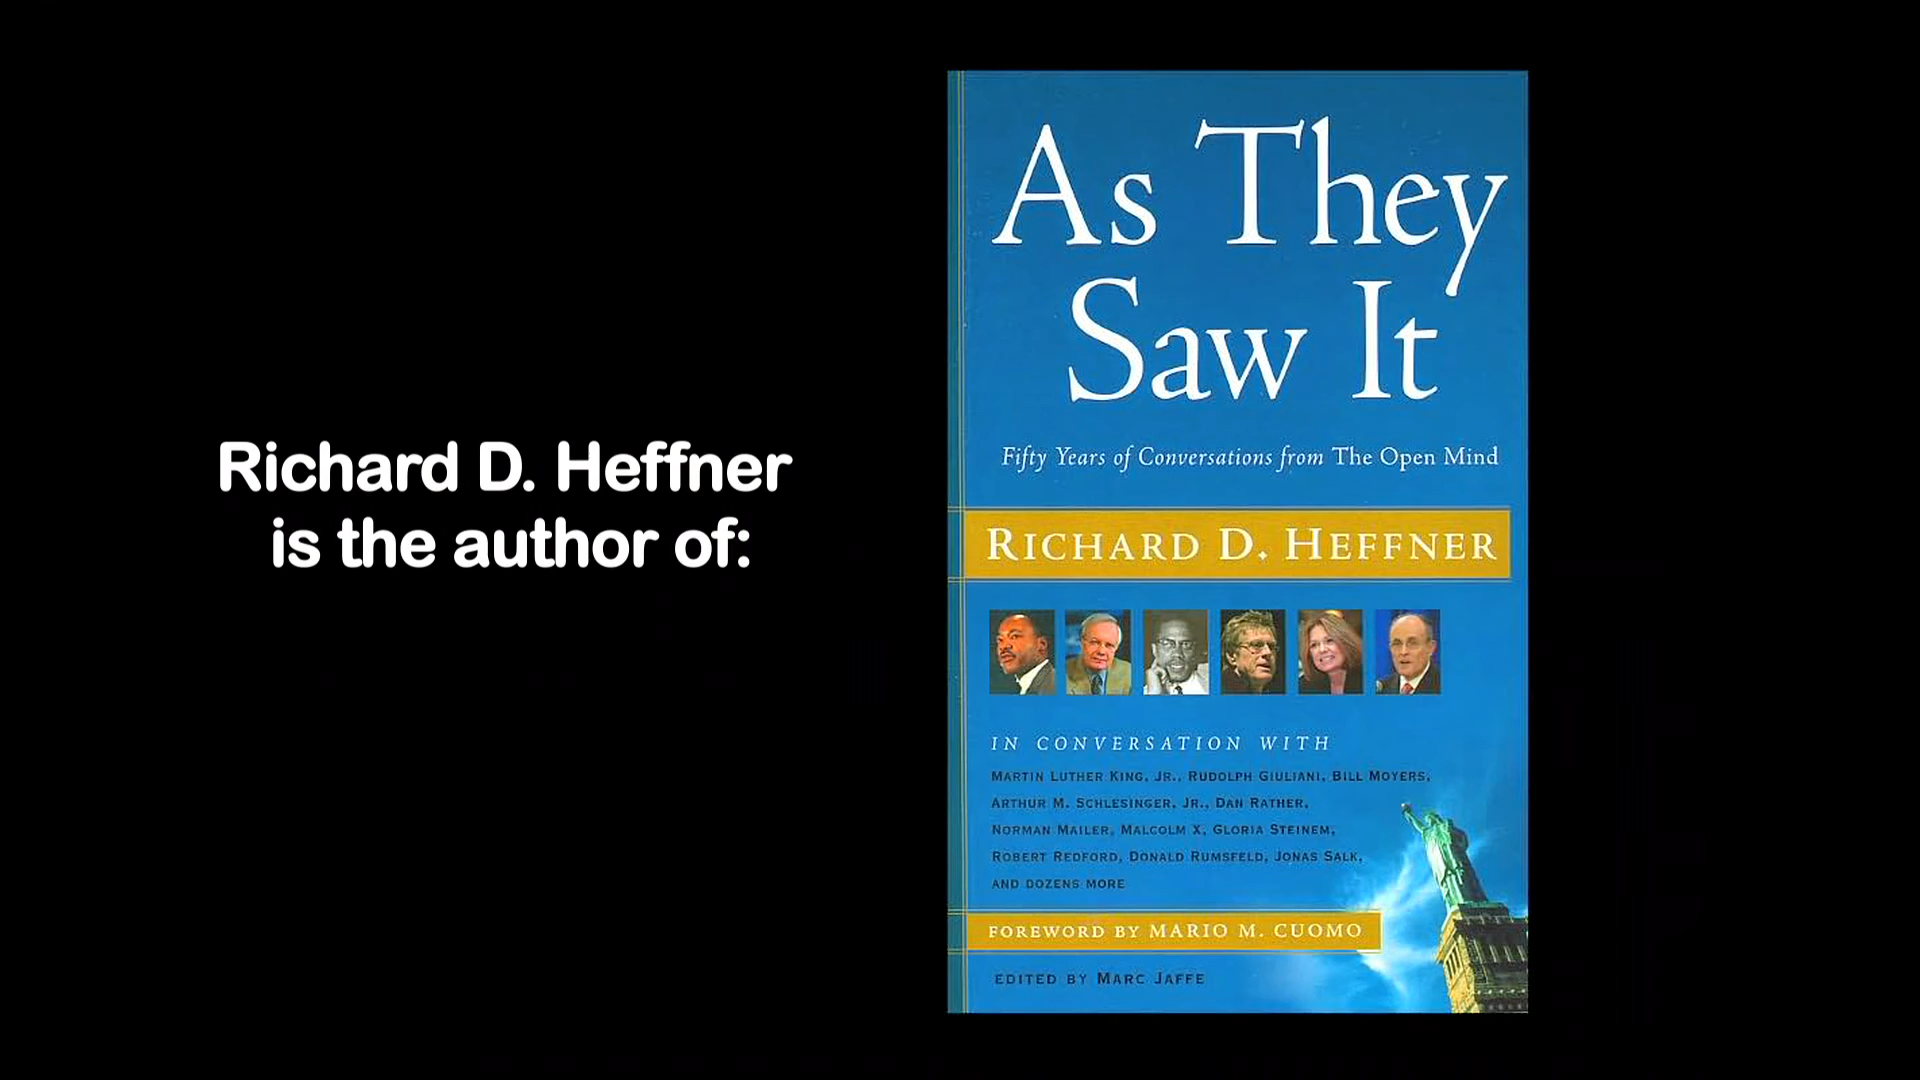 Richard D. Heffner
is the author of:
As They
Saw It
Fifty Years of Conversations from The Open Mind
RICHARD D. HEFFNER
IN CONVERSATION WITH
MARTIN LUTHER KING, JR., RUDOLPH GIULIANI, BILL MOYERS,
ARTHUR M. SCHLESINGER, JR., DAN RATHER,
NORMAN MAILER, MALCOLM X, GLORIA STEINEM,
ROBERT REDFORD, DONALD RUMSFELD, JONAS SALK,
AND DOZENS MORE
FOREWORD BY MARIO M. CUOMO
EDITED BY MARC JAFFE